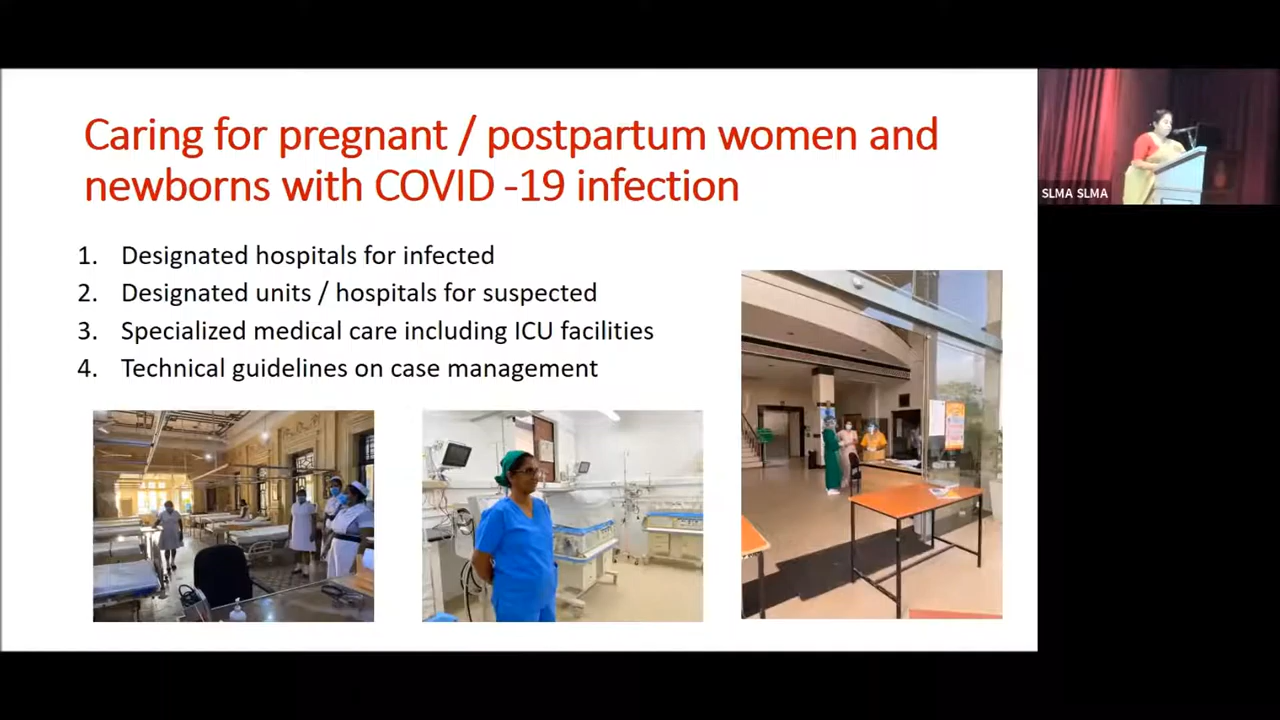 Caring for pregnant / postpartum women and
newborns with COVID -19 infection
1. Designated hospitals for infected
2. Designated units / hospitals for suspected
3. Specialized medical care including ICU facilities
4. Technical guidelines on case management
SLMA SLMA